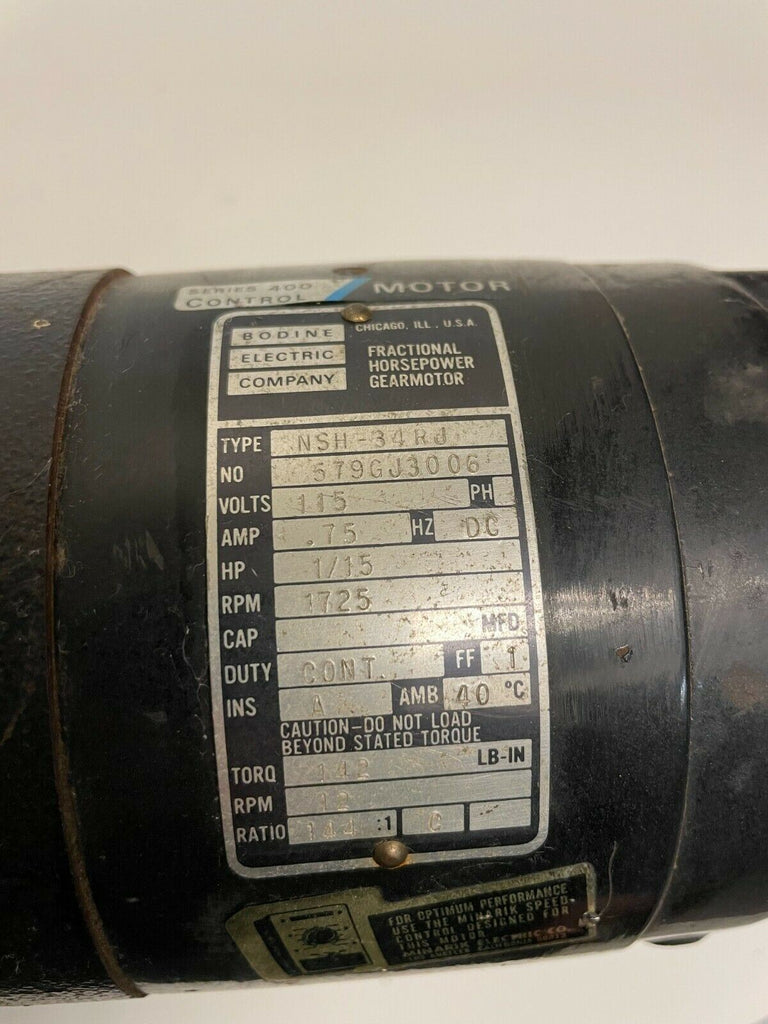 SERIES 400
CONTROL
MOTOR
BODINE
ELECTRIC
COMPANY
CHICAGO, ILL., U.S.A.
FRACTIONAL
HORSEPOWER
GEARMOTOR
TYPE NSH-34RJ
NO 579GJ3006
VOLTS 115 PH
AMP .75 HZ DC
HP 1/15
RPM 1725
CAP MFD
DUTY CONT. FF 1
INS A AMB 40 °C
CAUTION-DO NOT LOAD
BEYOND STATED TORQUE
TORQ 142 LB-IN
RPM 12
RATIO 144 :1 C
FOR OPTIMUM PERFORMANCE
USE THE MINARIK SPEED
CONTROL DESIGNED FOR
THIS MOTOR
MINARIK ELECTRIC CO.